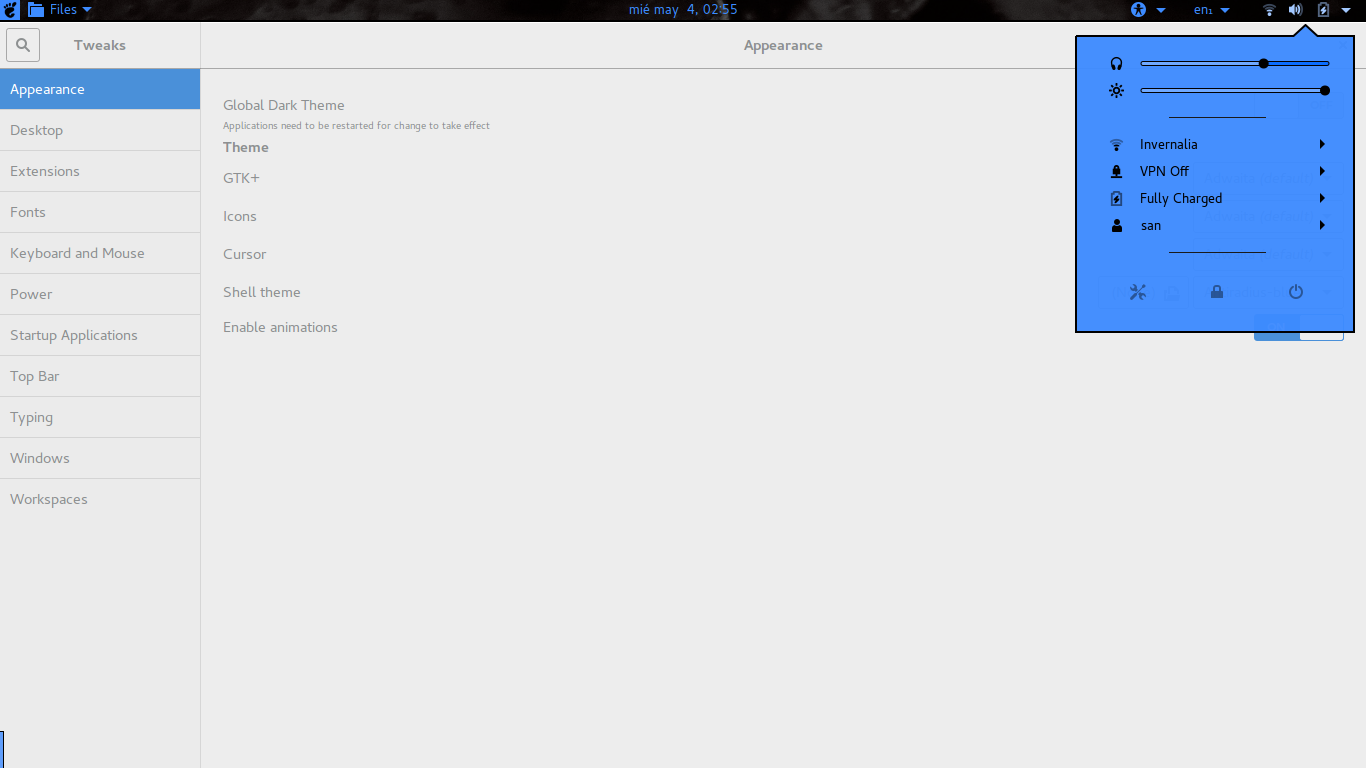 Files
mié may 4, 02:55
en₁
Tweaks
Appearance
Appearance
Desktop
Extensions
Fonts
Keyboard and Mouse
Power
Startup Applications
Top Bar
Typing
Windows
Workspaces
Global Dark Theme
Applications need to be restarted for change to take effect
Theme
GTK+
Icons
Cursor
Shell theme
Enable animations
Invernalia
VPN Off
Fully Charged
san